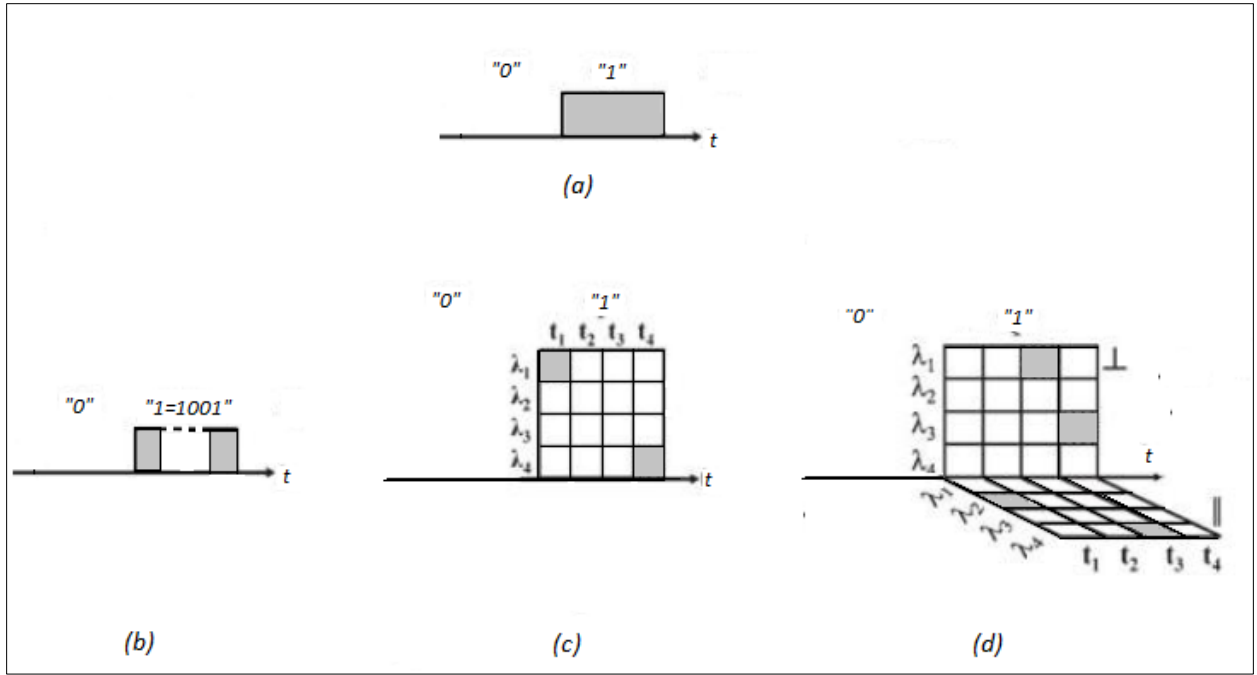 "0" "1"
t
(a)
"0" "1"
t₁ t₂ t₃ t₄
λ₁
λ₂
λ₃
λ₄
t
"0" "1"
λ₁ ⊥
λ₂
λ₃
λ₄ t
λ₁
λ₂
λ₃
λ₄
||
t₁ t₂ t₃ t₄
"0" "1=1001"
t
(b) (c) (d)